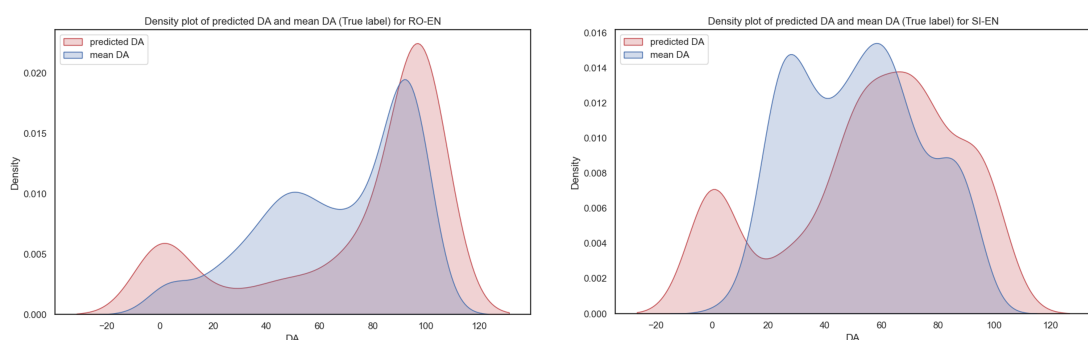 Density plot of predicted DA and mean DA (True label) for RO-EN
predicted DA
mean DA
Density
0.020
0.015
0.010
0.005
0.000
−20 0 20 40 60 80 100 120
DA
Density plot of predicted DA and mean DA (True label) for SI-EN
predicted DA
mean DA
Density
0.016
0.014
0.012
0.010
0.008
0.006
0.004
0.002
0.000
−20 0 20 40 60 80 100 120
DA